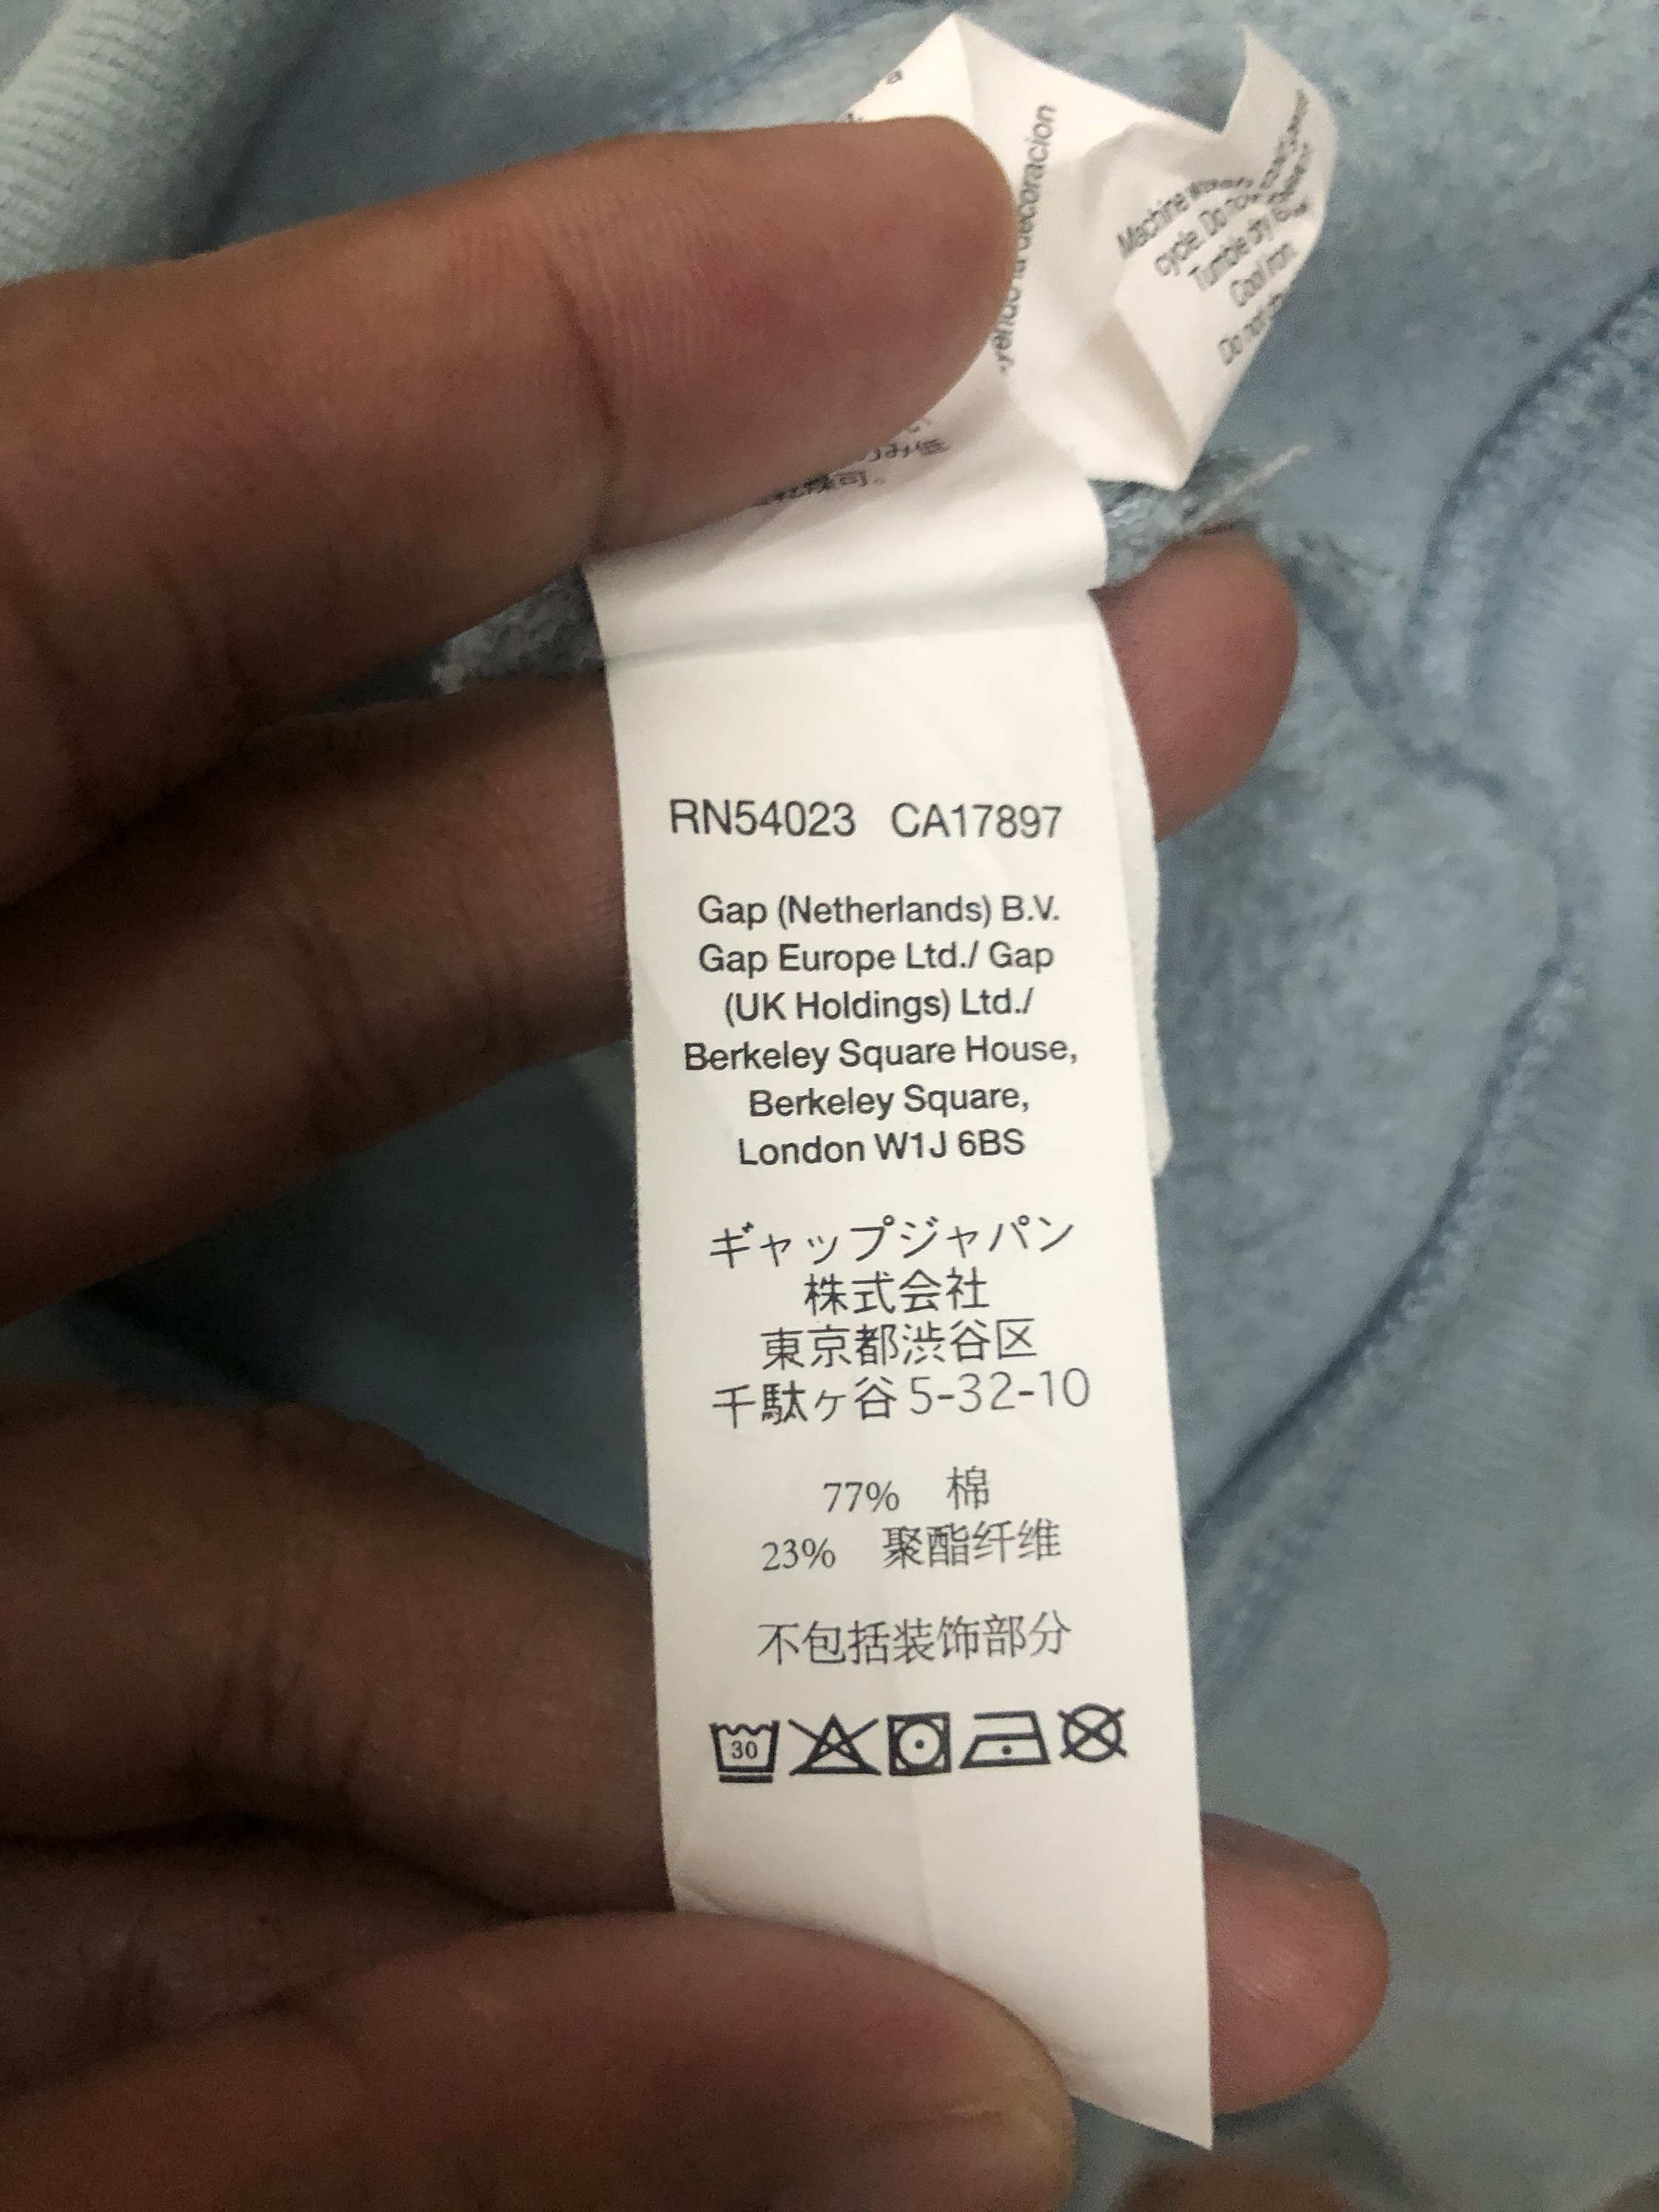 decoracion
Machine
cycle. Do not
Tumble dry
Cool iron.
Do not
RN54023 CA17897
Gap (Netherlands) B.V.
Gap Europe Ltd./ Gap
(UK Holdings) Ltd./
Berkeley Square House,
Berkeley Square,
London W1J 6BS
ギャップジャパン
株式会社
東京都渋谷区
千駄ヶ谷 5-32-10
77% 棉
23% 聚酯纤维
不包括装饰部分
30